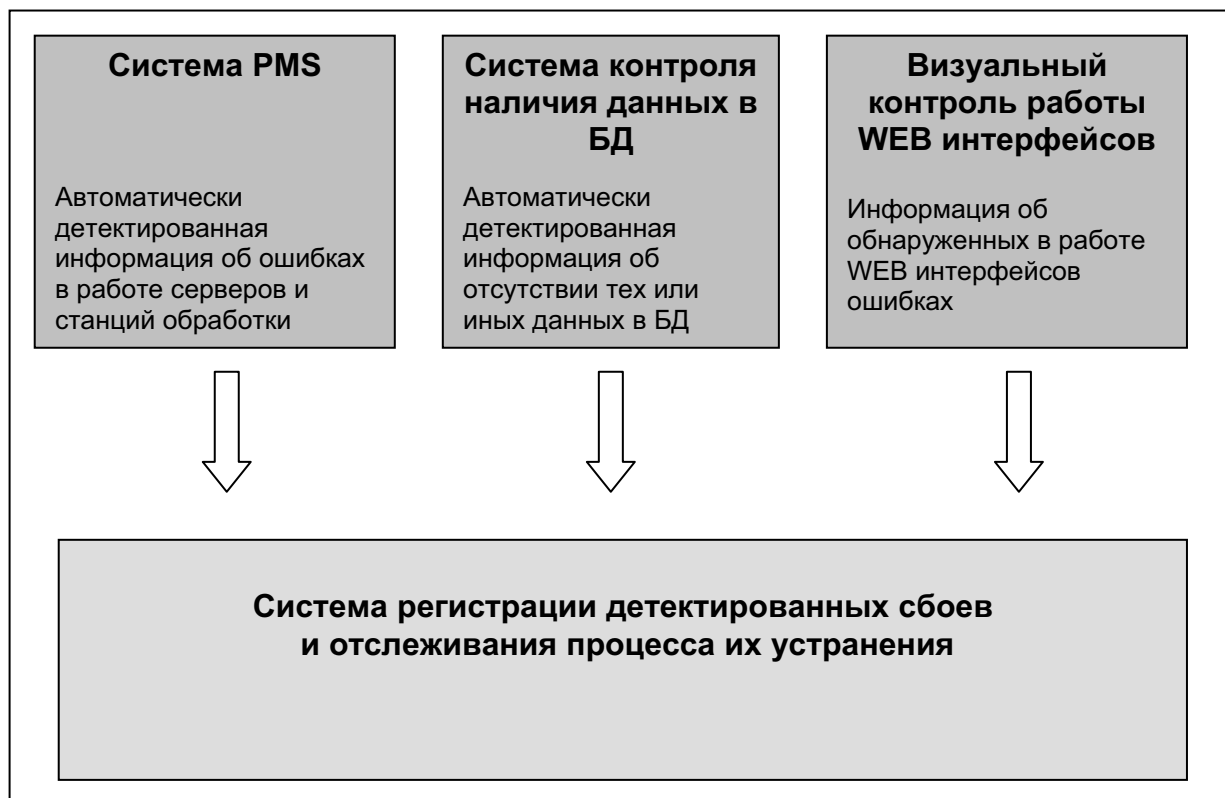 Система PMS
Автоматически
детектированная
информация об ошибках
в работе серверов и
станций обработки
Система контроля
наличия данных в
БД
Автоматически
детектированная
информация об
отсутствии тех или
иных данных в БД
Визуальный
контроль работы
WEB интерфейсов
Информация об
обнаруженных в работе
WEB интерфейсов
ошибках
Система регистрации детектированных сбоев
и отслеживания процесса их устранения